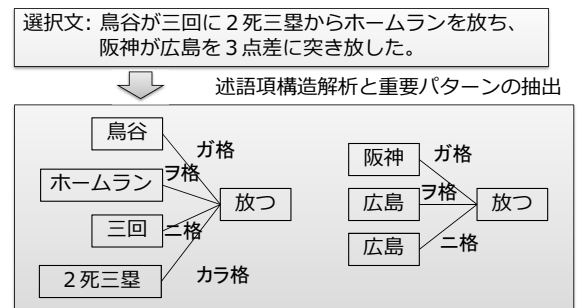 選択文: 鳥谷が三回に２死三塁からホームランを放ち、
阪神が広島を３点差に突き放した。
述語項構造解析と重要パターンの抽出
鳥谷
ガ格
ホームラン
ヲ格
放つ
三回
ニ格
２死三塁
カラ格
阪神
ガ格
広島
ヲ格
放つ
広島
ニ格